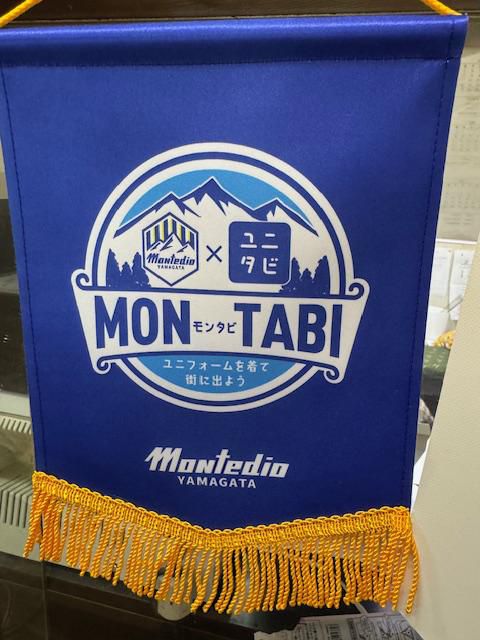 Montedio
YAMAGATA
×
ユニ
タビ
MON モンタビ TABI
ユニフォームを着て
街に出よう
Montedio
YAMAGATA